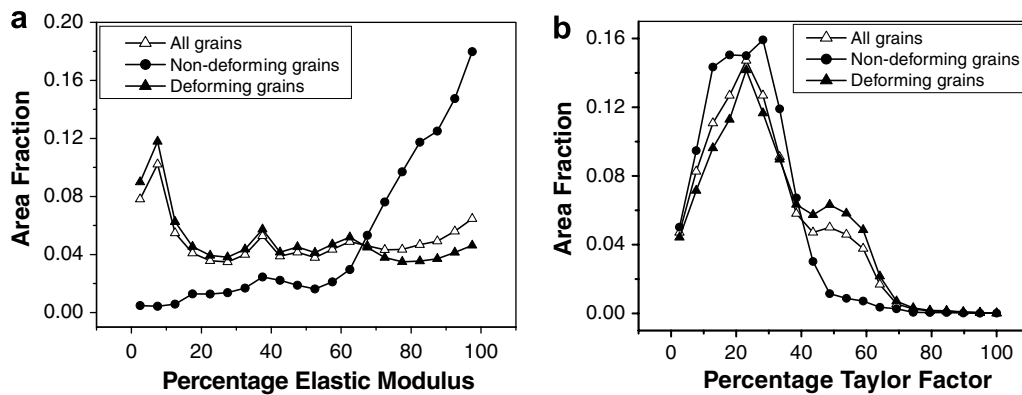 a
0.20
0.16
0.12
0.08
0.04
0.00
Area Fraction
All grains
Non-deforming grains
Deforming grains
0 20 40 60 80 100
Percentage Elastic Modulus
b
0.16
0.12
0.08
0.04
0.00
Area Fraction
All grains
Non-deforming grains
Deforming grains
0 20 40 60 80 100
Percentage Taylor Factor